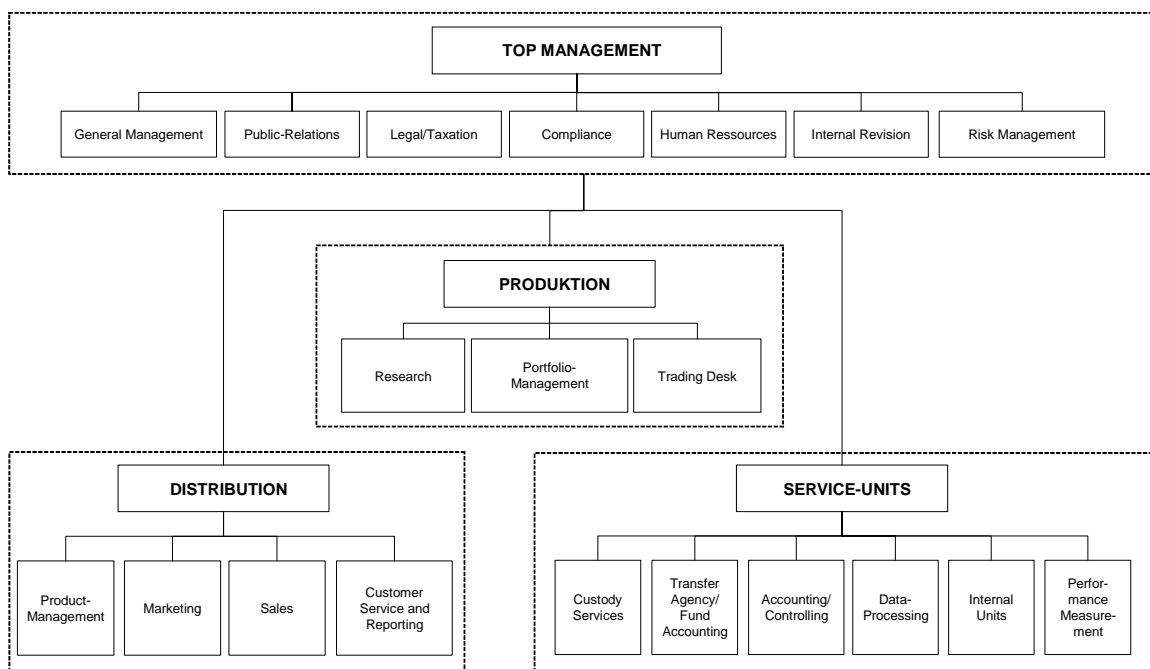 TOP MANAGEMENT
General Management
Public-Relations
Legal/Taxation
Compliance
Human Ressources
Internal Revision
Risk Management
PRODUKTION
Research
Portfolio-
Management
Trading Desk
DISTRIBUTION
Product-
Management
Marketing
Sales
Customer
Service and
Reporting
SERVICE-UNITS
Custody
Services
Transfer
Agency/
Fund
Accounting
Accounting/
Controlling
Data-
Processing
Internal
Units
Perfor-
mance
Measure-
ment